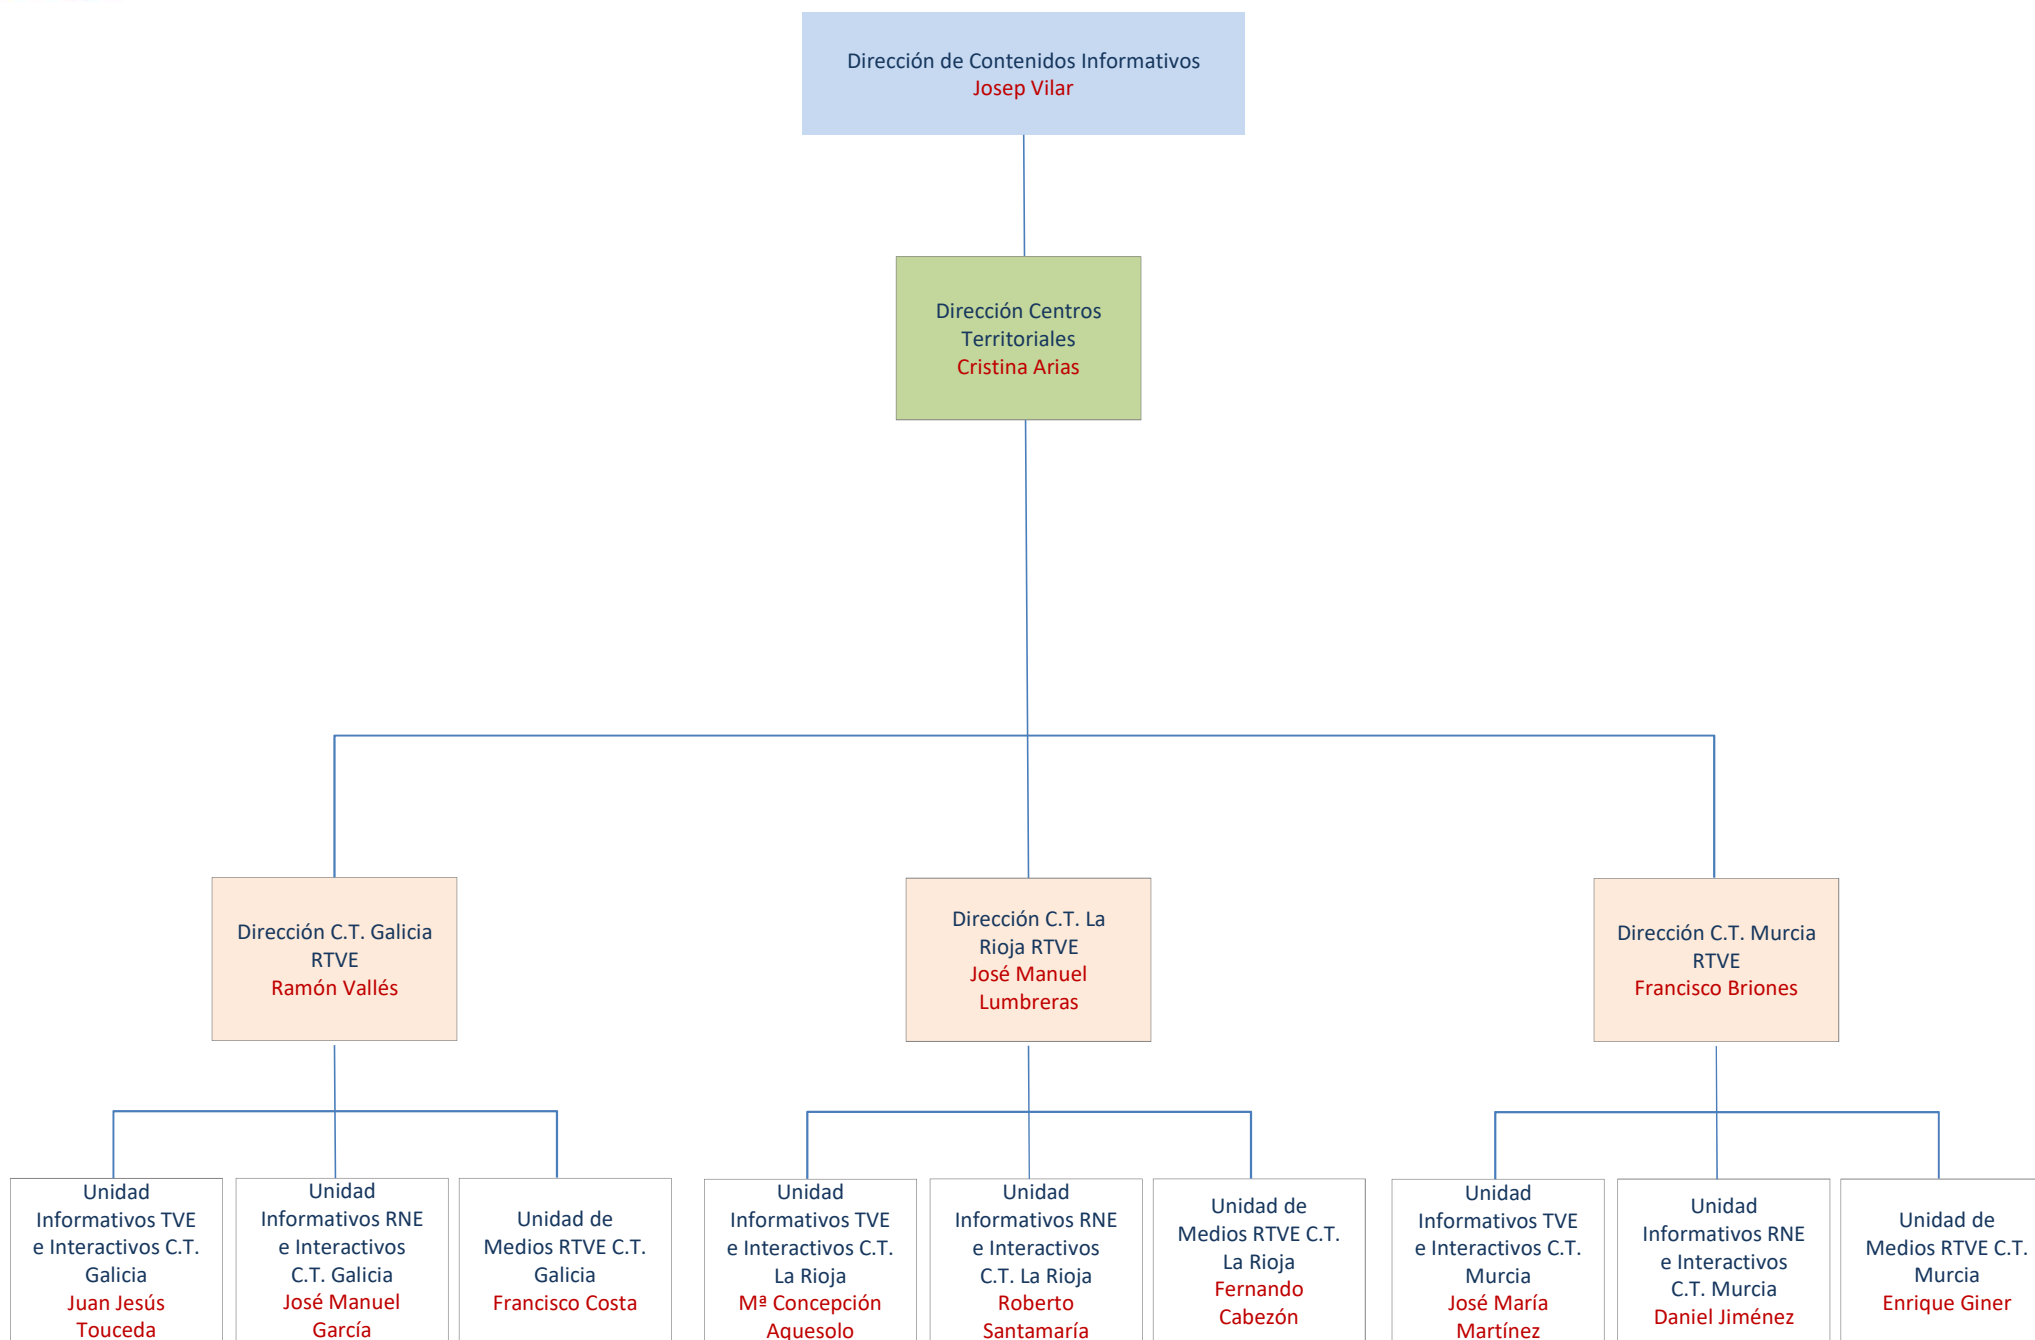 Dirección de Contenidos Informativos
Josep Vilar
Dirección Centros
Territoriales
Cristina Arias
Dirección C.T. Galicia
RTVE
Ramón Vallés
Dirección C.T. La
Rioja RTVE
José Manuel
Lumbreras
Dirección C.T. Murcia
RTVE
Francisco Briones
Unidad
Informativos TVE
e Interactivos C.T.
Galicia
Juan Jesús
Touceda
Unidad
Informativos RNE
e Interactivos
C.T. Galicia
José Manuel
García
Unidad de
Medios RTVE C.T.
Galicia
Francisco Costa
Unidad
Informativos TVE
e Interactivos C.T.
La Rioja
Mª Concepción
Aguesolo
Unidad
Informativos RNE
e Interactivos
C.T. La Rioja
Roberto
Santamaría
Unidad de
Medios RTVE C.T.
La Rioja
Fernando
Cabezón
Unidad
Informativos TVE
e Interactivos C.T.
Murcia
José María
Martínez
Unidad
Informativos RNE
e Interactivos
C.T. Murcia
Daniel Jiménez
Unidad de
Medios RTVE C.T.
Murcia
Enrique Giner